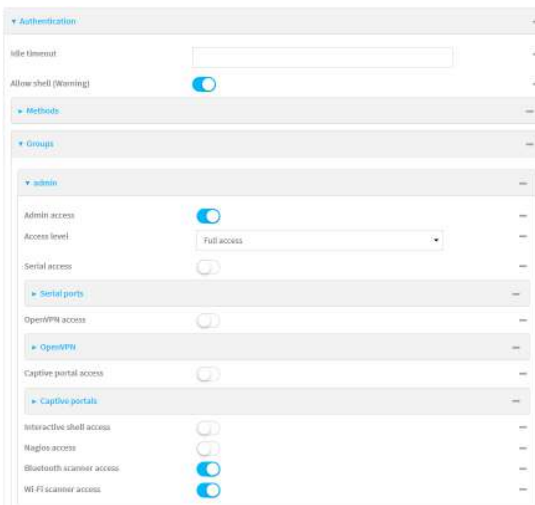 Authentication
Idle timeout
Allow shell (Warning)
Methods
Groups
admin
Admin access
Access level Full access
Serial access
Serial ports
OpenVPN access
OpenVPN
Captive portal access
Captive portals
Interactive shell access
Nagios access
Bluetooth scanner access
Wi-Fi scanner access